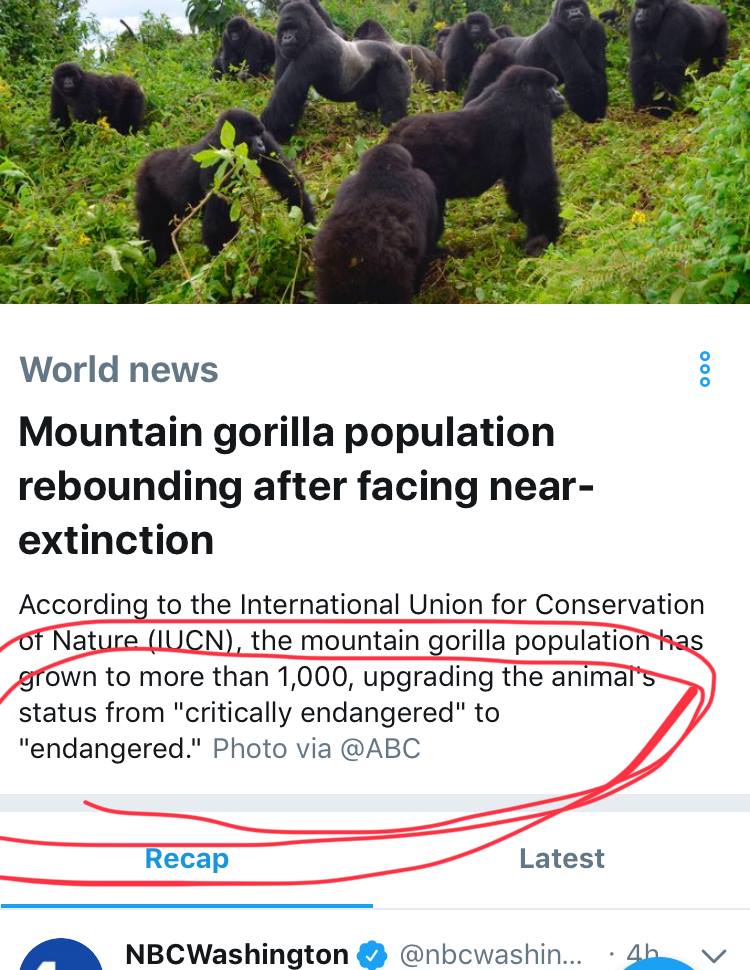 World news
Mountain gorilla population
rebounding after facing near-
extinction
According to the International Union for Conservation
of Nature (IUCN), the mountain gorilla population has
grown to more than 1,000, upgrading the animal's
status from "critically endangered" to
"endangered." Photo via @ABC
Recap Latest
NBCWashington @nbcwashin... · 4h